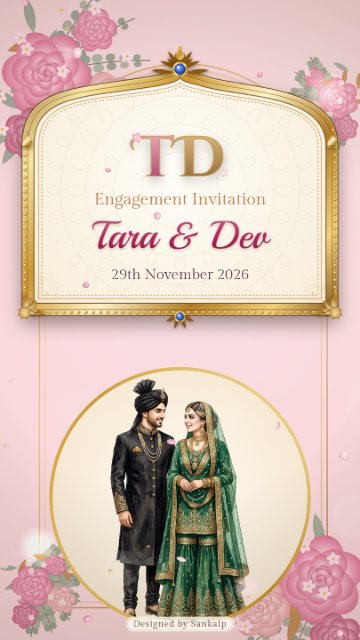 TD
Engagement Invitation
Tara & Dev
29th November 2026
Designed by Sankalp